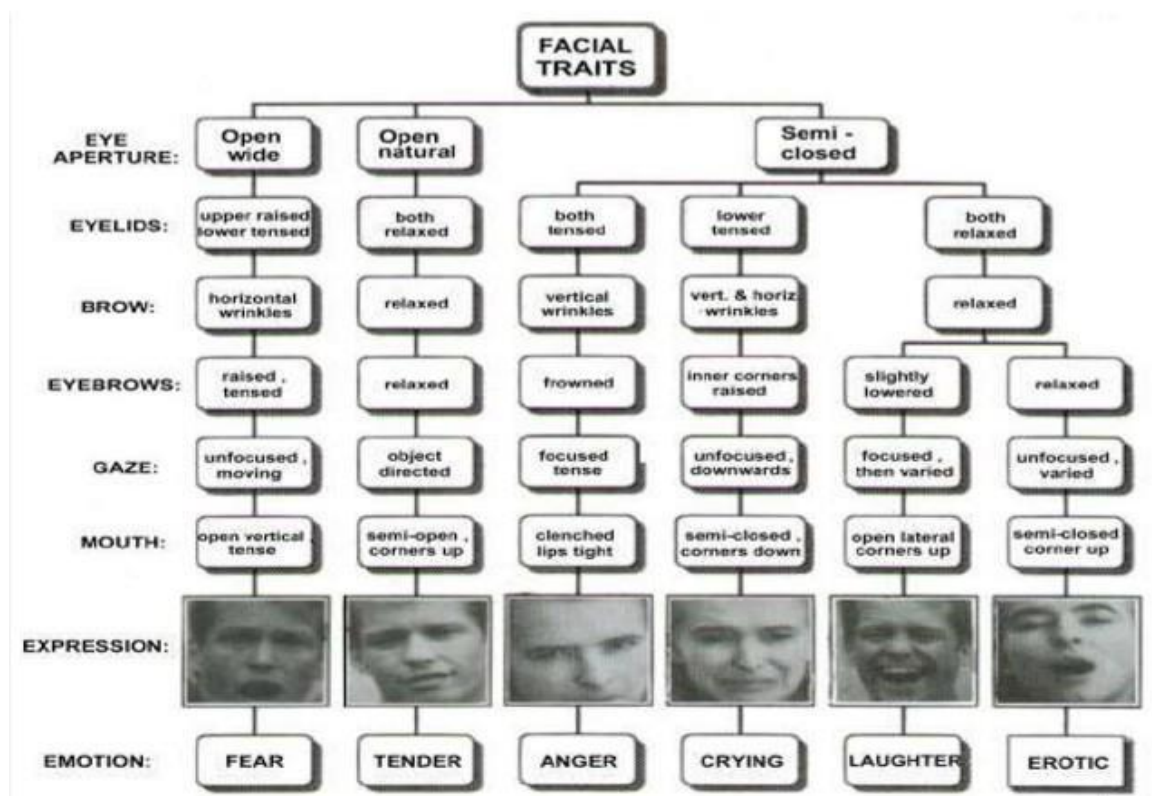 FACIAL
TRAITS
EYE
APERTURE:
Open
wide
Open
natural
Semi -
closed
EYELIDS:
upper raised
lower tensed
both
relaxed
both
tensed
lower
tensed
both
relaxed
BROW:
horizontal
wrinkles
relaxed
vertical
wrinkles
vert. & horiz.
wrinkles
relaxed
EYEBROWS:
raised ,
tensed
relaxed
frowned
inner corners
raised
slightly
lowered
relaxed
GAZE:
unfocused ,
moving
object
directed
focused
tense
unfocused ,
downwards
focused ,
then varied
unfocused ,
varied
MOUTH:
open vertical ,
tense
semi-open ,
corners up
clenched
lips tight
semi-closed ,
corners down
open lateral
corners up
semi-closed
corner up
EXPRESSION:
EMOTION:
FEAR
TENDER
ANGER
CRYING
LAUGHTER
EROTIC